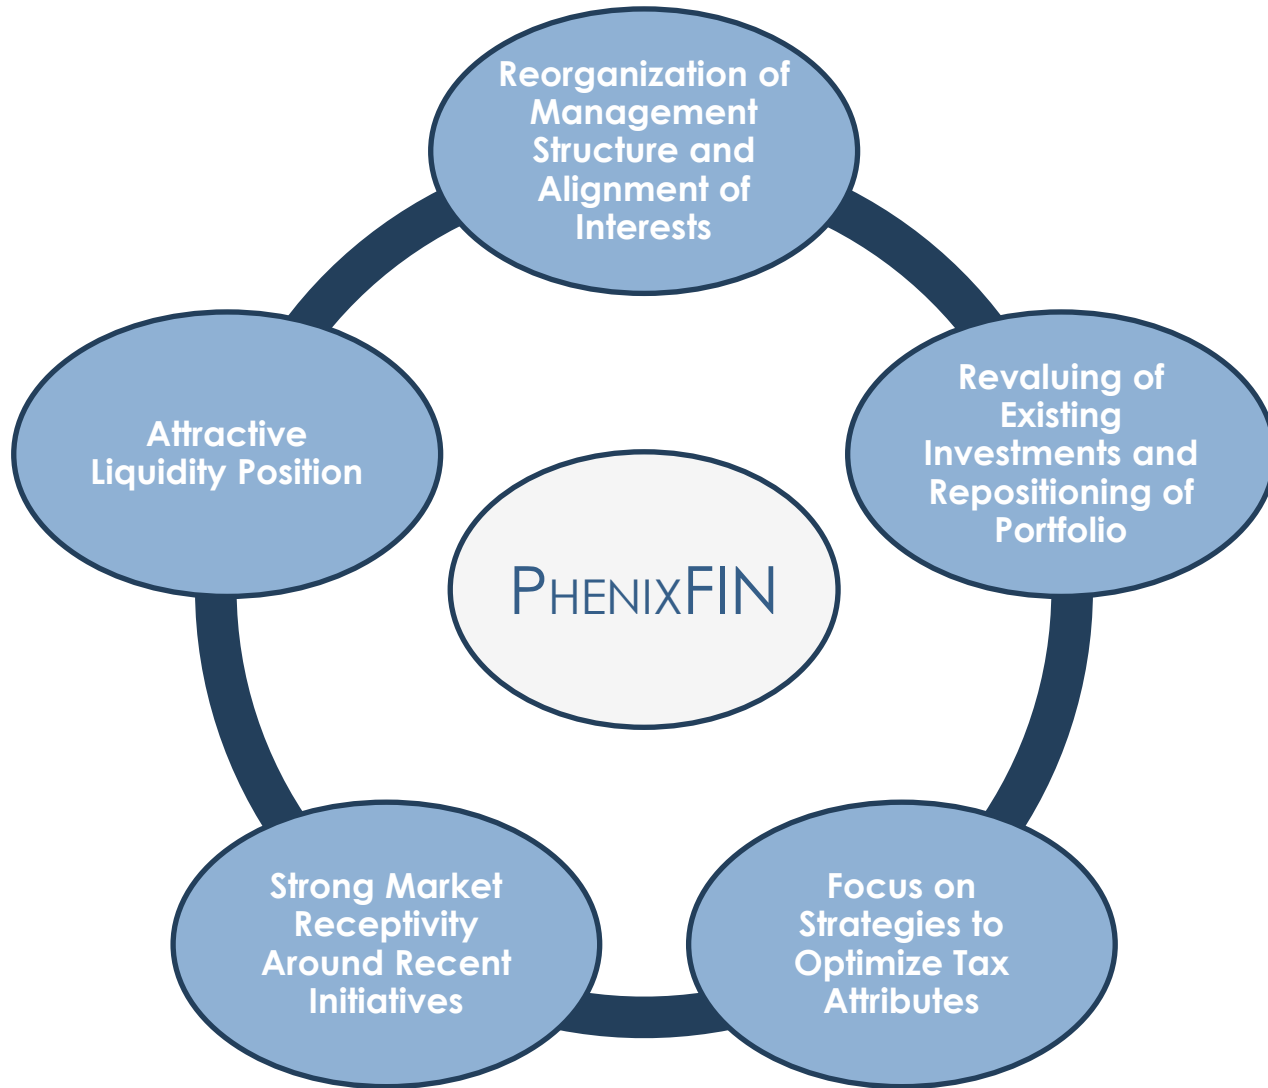 Reorganization of
Management
Structure and
Alignment of
Interests
Revaluing of
Existing
Investments and
Repositioning of
Portfolio
Attractive
Liquidity Position
PHENIXFIN
Strong Market
Receptivity
Around Recent
Initiatives
Focus on
Strategies to
Optimize Tax
Attributes